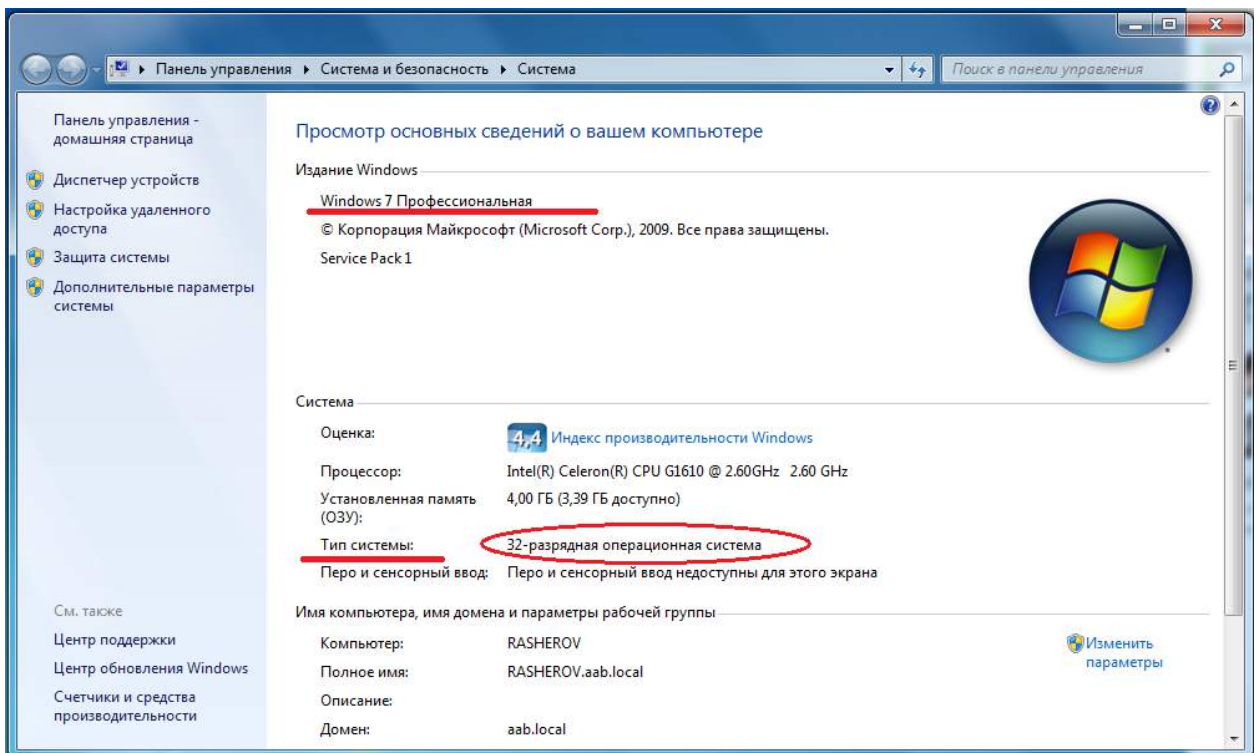 Панель управления ▸ Система и безопасность ▸ Система
Поиск в панели управления
Панель управления -
домашняя страница
Диспетчер устройств
Настройка удаленного
доступа
Защита системы
Дополнительные параметры
системы
См. также
Центр поддержки
Центр обновления Windows
Счетчики и средства
производительности
Просмотр основных сведений о вашем компьютере
Издание Windows
Windows 7 Профессиональная
© Корпорация Майкрософт (Microsoft Corp.), 2009. Все права защищены.
Service Pack 1
Система
Оценка: 4,4 Индекс производительности Windows
Процессор: Intel(R) Celeron(R) CPU G1610 @ 2.60GHz 2.60 GHz
Установленная память 4,00 ГБ (3,39 ГБ доступно)
(ОЗУ):
Тип системы: 32-разрядная операционная система
Перо и сенсорный ввод: Перо и сенсорный ввод недоступны для этого экрана
Имя компьютера, имя домена и параметры рабочей группы
Компьютер: RASHEROV
Изменить
параметры
Полное имя: RASHEROV.aab.local
Описание:
Домен: aab.local